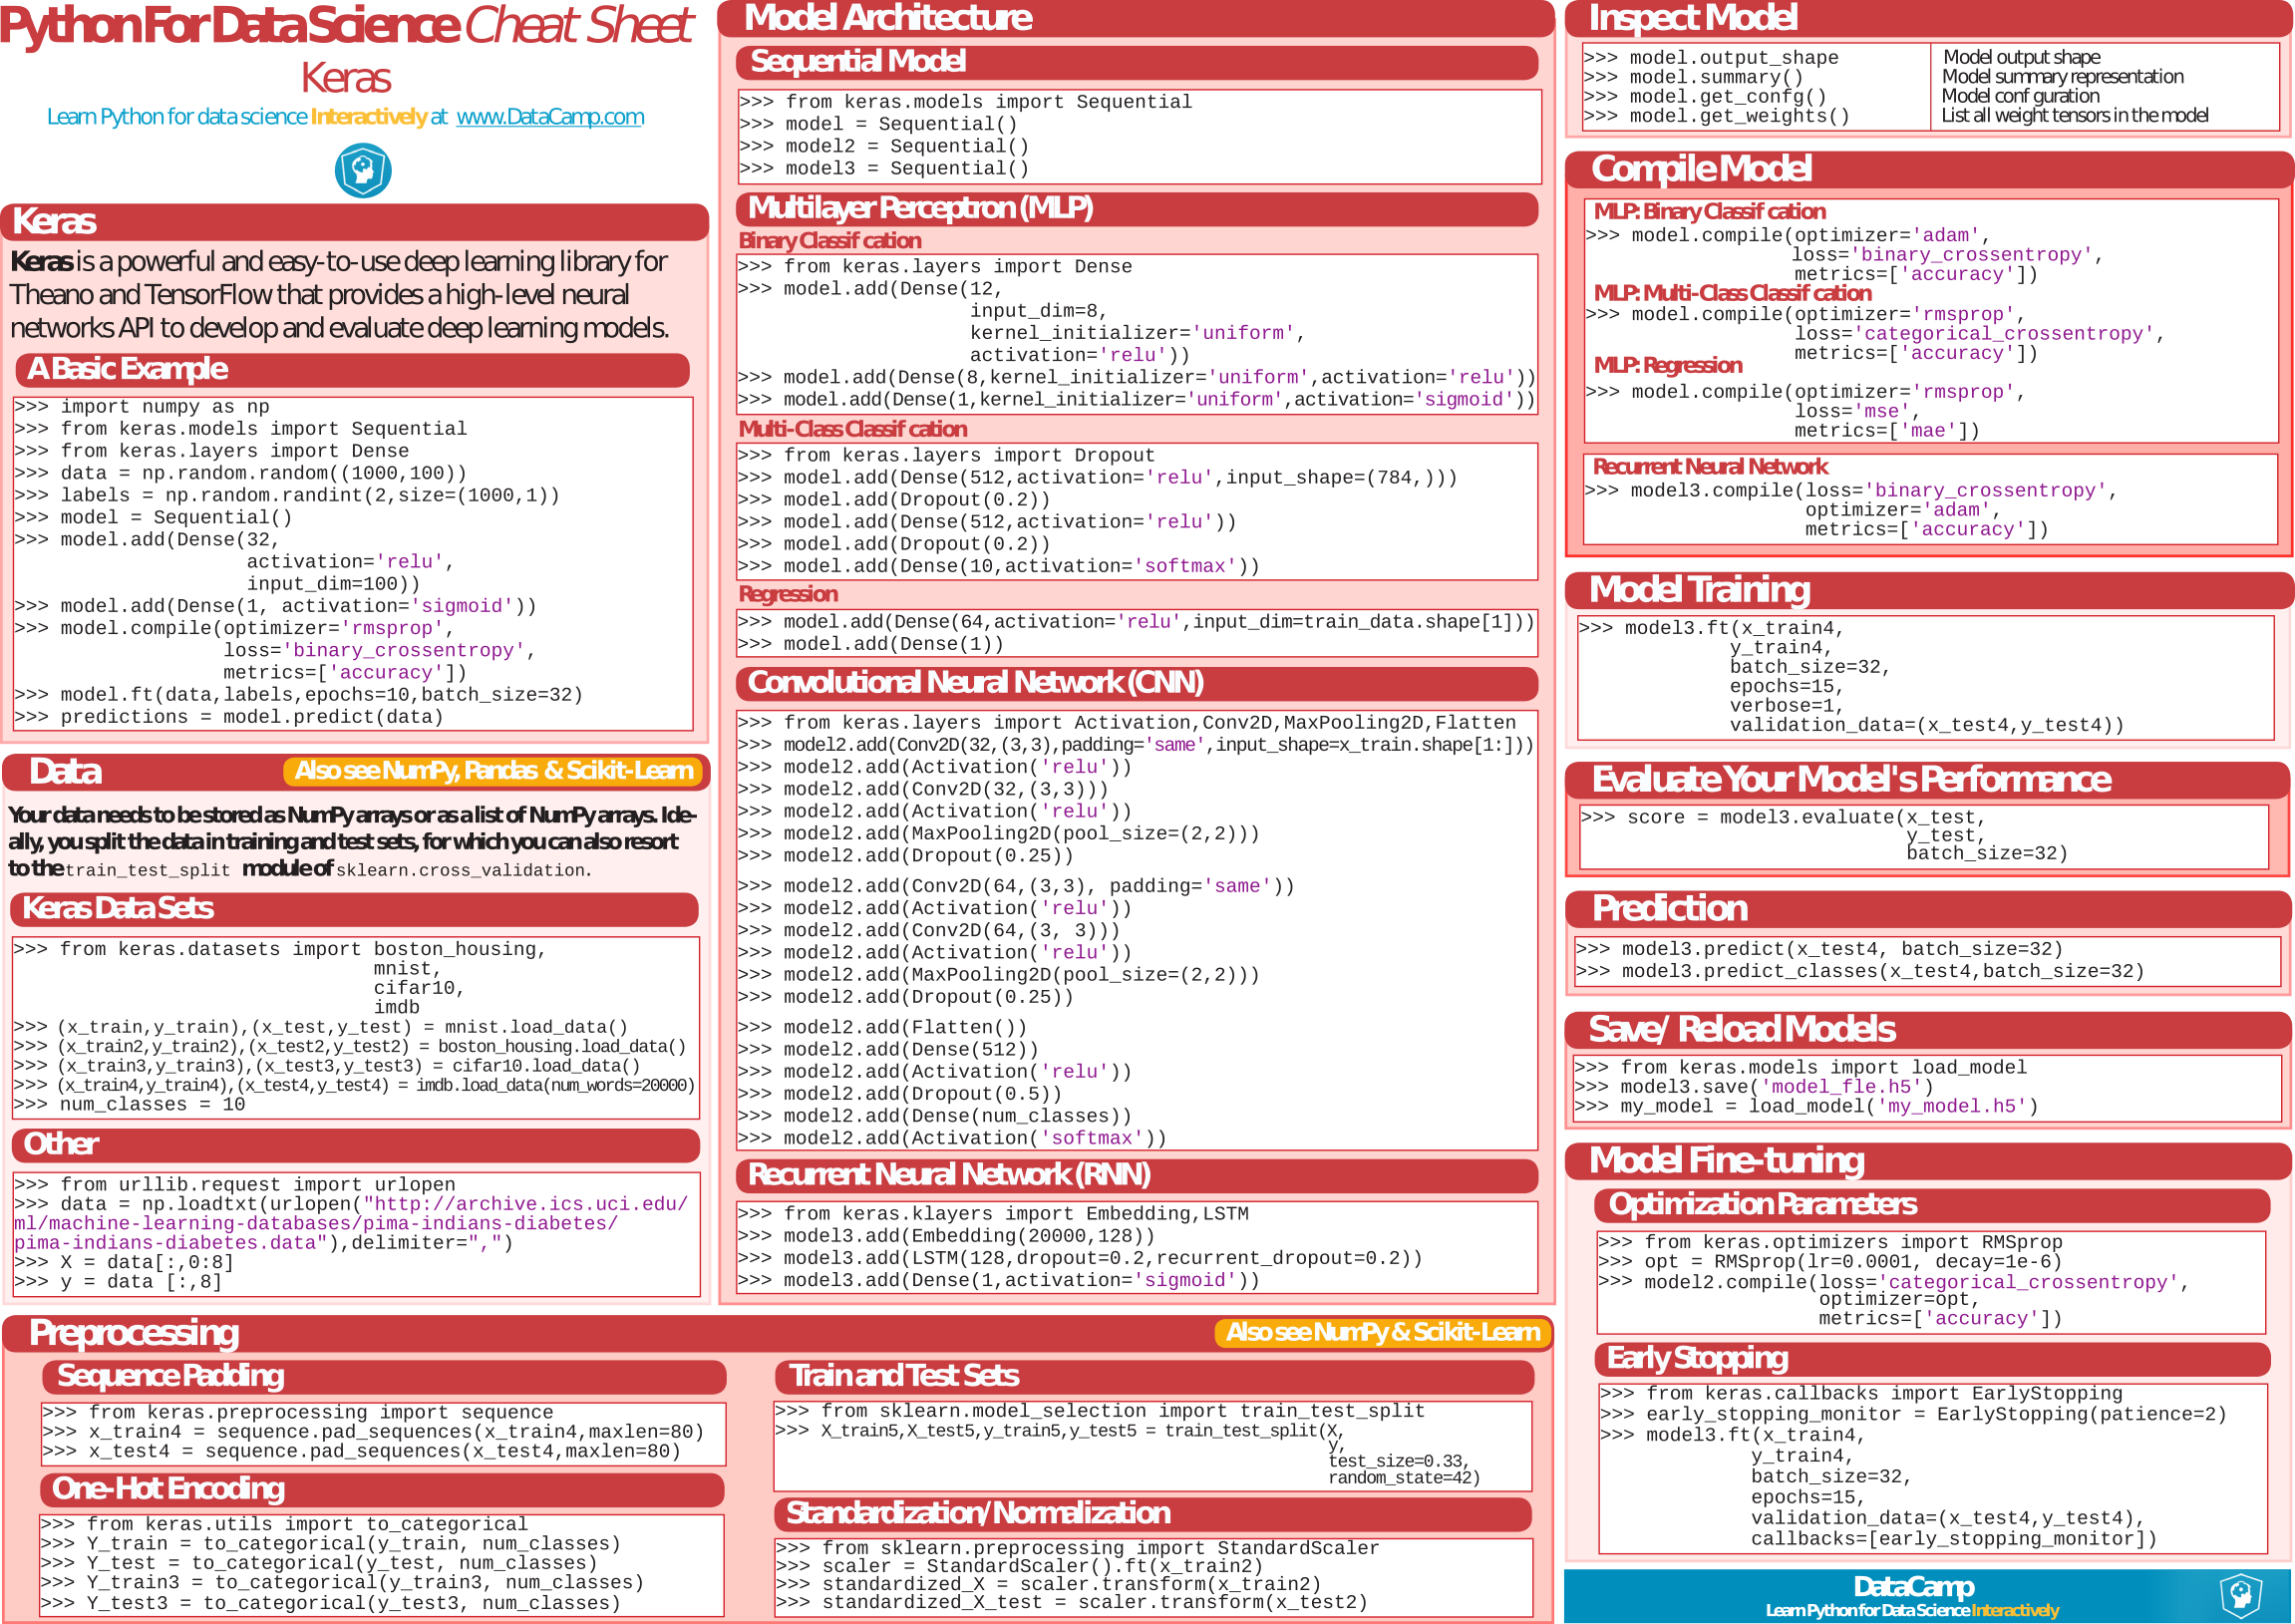 Python For Data Science Cheat Sheet
Keras
Learn Python for data science Interactively at www.DataCamp.com
Keras
Keras is a powerful and easy-to-use deep learning library for
Theano and TensorFlow that provides a high-level neural
networks API to develop and evaluate deep learning models.
A Basic Example
>>> import numpy as np
>>> from keras.models import Sequential
>>> from keras.layers import Dense
>>> data = np.random.random((1000,100))
>>> labels = np.random.randint(2,size=(1000,1))
>>> model = Sequential()
>>> model.add(Dense(32,
activation='relu',
input_dim=100))
>>> model.add(Dense(1, activation='sigmoid'))
>>> model.compile(optimizer='rmsprop',
loss='binary_crossentropy',
metrics=['accuracy'])
>>> model.ft(data,labels,epochs=10,batch_size=32)
>>> predictions = model.predict(data)
Data
Also see NumPy, Pandas & Scikit-Learn
Your data needs to be stored as NumPy arrays or as a list of NumPy arrays. Ide-
ally, you split the data in training and test sets, for which you can also resort
to the train_test_split module of sklearn.cross_validation.
Keras Data Sets
>>> from keras.datasets import boston_housing,
mnist,
cifar10,
imdb
>>> (x_train,y_train),(x_test,y_test) = mnist.load_data()
>>> (x_train2,y_train2),(x_test2,y_test2) = boston_housing.load_data()
>>> (x_train3,y_train3),(x_test3,y_test3) = cifar10.load_data()
>>> (x_train4,y_train4),(x_test4,y_test4) = imdb.load_data(num_words=20000)
>>> num_classes = 10
Other
>>> from urllib.request import urlopen
>>> data = np.loadtxt(urlopen("http://archive.ics.uci.edu/
ml/machine-learning-databases/pima-indians-diabetes/
pima-indians-diabetes.data"),delimiter=",")
>>> X = data[:,0:8]
>>> y = data [:,8]
Model Architecture
Sequential Model
>>> from keras.models import Sequential
>>> model = Sequential()
>>> model2 = Sequential()
>>> model3 = Sequential()
Multilayer Perceptron (MLP)
Binary Classif cation
>>> from keras.layers import Dense
>>> model.add(Dense(12,
input_dim=8,
kernel_initializer='uniform',
activation='relu'))
>>> model.add(Dense(8,kernel_initializer='uniform',activation='relu'))
>>> model.add(Dense(1,kernel_initializer='uniform',activation='sigmoid'))
Multi-Class Classif cation
>>> from keras.layers import Dropout
>>> model.add(Dense(512,activation='relu',input_shape=(784,)))
>>> model.add(Dropout(0.2))
>>> model.add(Dense(512,activation='relu'))
>>> model.add(Dropout(0.2))
>>> model.add(Dense(10,activation='softmax'))
Regression
>>> model.add(Dense(64,activation='relu',input_dim=train_data.shape[1]))
>>> model.add(Dense(1))
Convolutional Neural Network (CNN)
>>> from keras.layers import Activation,Conv2D,MaxPooling2D,Flatten
>>> model2.add(Conv2D(32,(3,3),padding='same',input_shape=x_train.shape[1:]))
>>> model2.add(Activation('relu'))
>>> model2.add(Conv2D(32,(3,3)))
>>> model2.add(Activation('relu'))
>>> model2.add(MaxPooling2D(pool_size=(2,2)))
>>> model2.add(Dropout(0.25))
>>> model2.add(Conv2D(64,(3,3), padding='same'))
>>> model2.add(Activation('relu'))
>>> model2.add(Conv2D(64,(3, 3)))
>>> model2.add(Activation('relu'))
>>> model2.add(MaxPooling2D(pool_size=(2,2)))
>>> model2.add(Dropout(0.25))
>>> model2.add(Flatten())
>>> model2.add(Dense(512))
>>> model2.add(Activation('relu'))
>>> model2.add(Dropout(0.5))
>>> model2.add(Dense(num_classes))
>>> model2.add(Activation('softmax'))
Recurrent Neural Network (RNN)
>>> from keras.klayers import Embedding,LSTM
>>> model3.add(Embedding(20000,128))
>>> model3.add(LSTM(128,dropout=0.2,recurrent_dropout=0.2))
>>> model3.add(Dense(1,activation='sigmoid'))
Preprocessing
Also see NumPy & Scikit-Learn
Sequence Padding
>>> from keras.preprocessing import sequence
>>> x_train4 = sequence.pad_sequences(x_train4,maxlen=80)
>>> x_test4 = sequence.pad_sequences(x_test4,maxlen=80)
One-Hot Encoding
>>> from keras.utils import to_categorical
>>> Y_train = to_categorical(y_train, num_classes)
>>> Y_test = to_categorical(y_test, num_classes)
>>> Y_train3 = to_categorical(y_train3, num_classes)
>>> Y_test3 = to_categorical(y_test3, num_classes)
Train and Test Sets
>>> from sklearn.model_selection import train_test_split
>>> X_train5,X_test5,y_train5,y_test5 = train_test_split(X,
y,
test_size=0.33,
random_state=42)
Standardization/Normalization
>>> from sklearn.preprocessing import StandardScaler
>>> scaler = StandardScaler().ft(x_train2)
>>> standardized_X = scaler.transform(x_train2)
>>> standardized_X_test = scaler.transform(x_test2)
Inspect Model
>>> model.output_shape Model output shape
>>> model.summary() Model summary representation
>>> model.get_confg() Model conf guration
>>> model.get_weights() List all weight tensors in the model
Compile Model
MLP: Binary Classif cation
>>> model.compile(optimizer='adam',
loss='binary_crossentropy',
metrics=['accuracy'])
MLP: Multi-Class Classif cation
>>> model.compile(optimizer='rmsprop',
loss='categorical_crossentropy',
metrics=['accuracy'])
MLP: Regression
>>> model.compile(optimizer='rmsprop',
loss='mse',
metrics=['mae'])
Recurrent Neural Network
>>> model3.compile(loss='binary_crossentropy',
optimizer='adam',
metrics=['accuracy'])
Model Training
>>> model3.ft(x_train4,
y_train4,
batch_size=32,
epochs=15,
verbose=1,
validation_data=(x_test4,y_test4))
Evaluate Your Model's Performance
>>> score = model3.evaluate(x_test,
y_test,
batch_size=32)
Prediction
>>> model3.predict(x_test4, batch_size=32)
>>> model3.predict_classes(x_test4,batch_size=32)
Save/ Reload Models
>>> from keras.models import load_model
>>> model3.save('model_fle.h5')
>>> my_model = load_model('my_model.h5')
Model Fine-tuning
Optimization Parameters
>>> from keras.optimizers import RMSprop
>>> opt = RMSprop(lr=0.0001, decay=1e-6)
>>> model2.compile(loss='categorical_crossentropy',
optimizer=opt,
metrics=['accuracy'])
Early Stopping
>>> from keras.callbacks import EarlyStopping
>>> early_stopping_monitor = EarlyStopping(patience=2)
>>> model3.ft(x_train4,
y_train4,
batch_size=32,
epochs=15,
validation_data=(x_test4,y_test4),
callbacks=[early_stopping_monitor])
DataCamp
Learn Python for Data Science Interactively